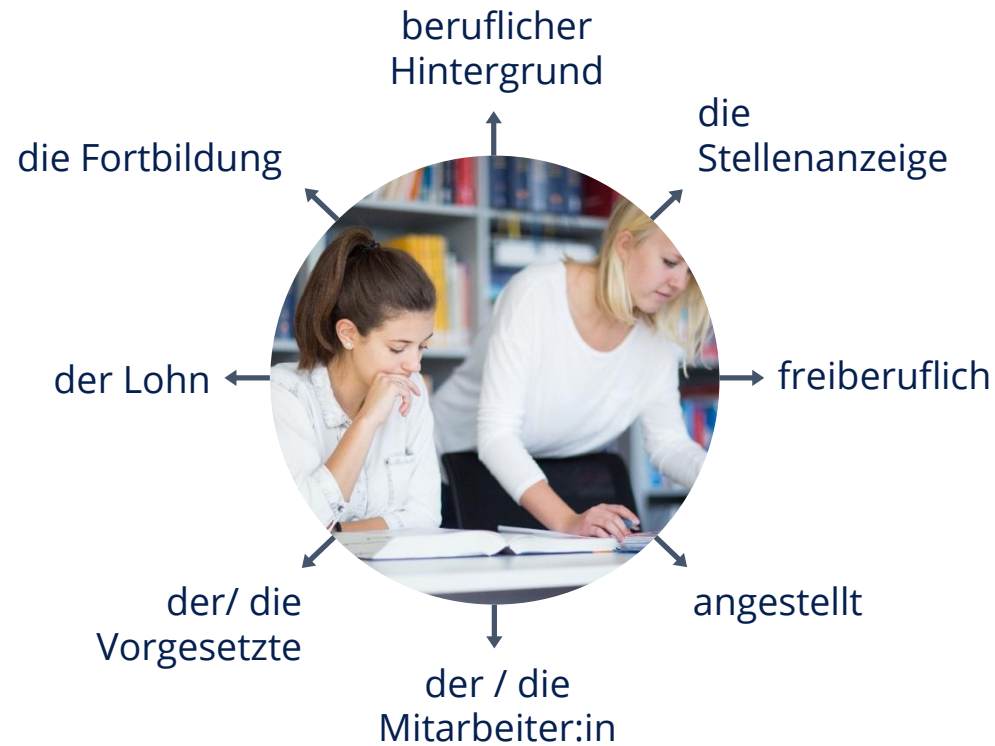 beruflicher
Hintergrund
die
Stellenanzeige
die Fortbildung
der Lohn
freiberuflich
der/ die
Vorgesetzte
angestellt
der / die
Mitarbeiter:in